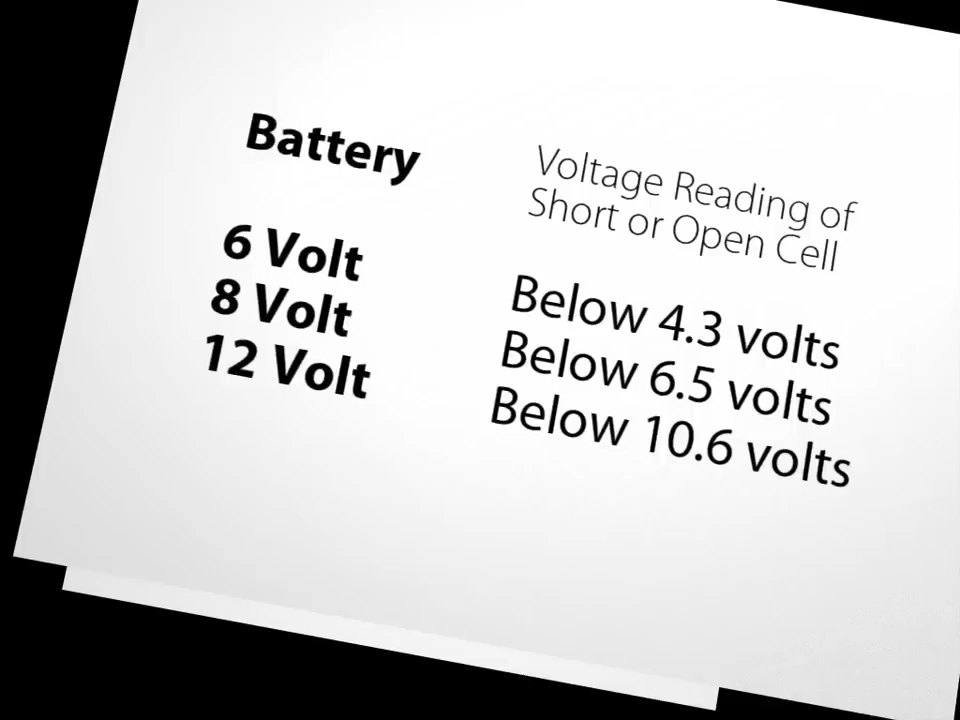 Battery
Voltage Reading of
Short or Open Cell
6 Volt
Below 4.3 volts
8 Volt
Below 6.5 volts
12 Volt
Below 10.6 volts